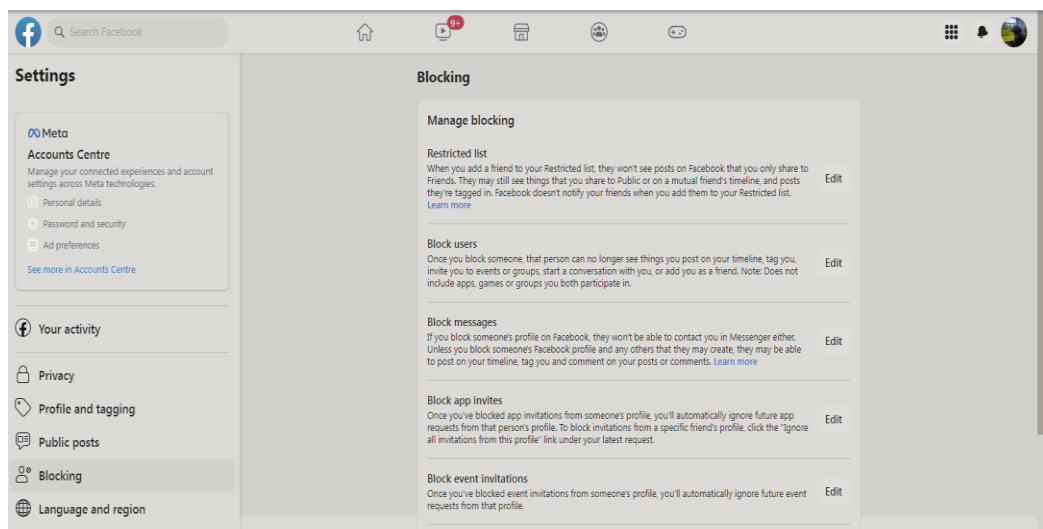 Search Facebook
9+
Settings
Meta
Accounts Centre
Manage your connected experiences and account
settings across Meta technologies.
Personal details
Password and security
Ad preferences
See more in Accounts Centre
Your activity
Privacy
Profile and tagging
Public posts
Blocking
Language and region
Blocking
Manage blocking
Restricted list
When you add a friend to your Restricted list, they won't see posts on Facebook that you only share to
Friends. They may still see things that you share to Public or on a mutual friend's timeline, and posts
they're tagged in. Facebook doesn't notify your friends when you add them to your Restricted list.
Learn more
Edit
Block users
Once you block someone, that person can no longer see things you post on your timeline, tag you,
invite you to events or groups, start a conversation with you, or add you as a friend. Note: Does not
include apps, games or groups you both participate in.
Edit
Block messages
If you block someone's profile on Facebook, they won't be able to contact you in Messenger either.
Unless you block someone's Facebook profile and any others that they may create, they may be able
to post on your timeline, tag you and comment on your posts or comments. Learn more
Edit
Block app invites
Once you've blocked app invitations from someone's profile, you'll automatically ignore future app
requests from that person's profile. To block invitations from a specific friend's profile, click the "Ignore
all invitations from this profile" link under your latest request.
Edit
Block event invitations
Once you've blocked event invitations from someone's profile, you'll automatically ignore future event
requests from that profile.
Edit